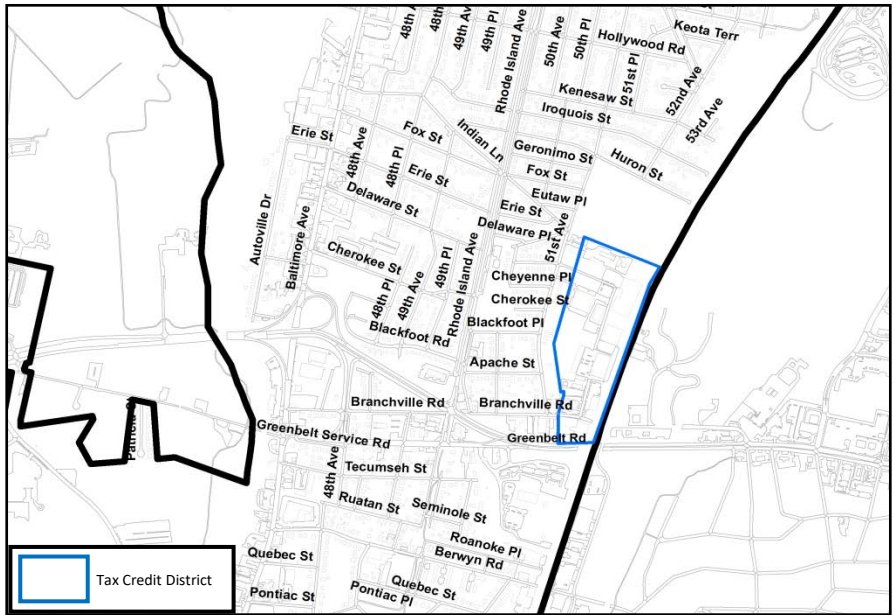 48th Ave
48th Pl
49th Ave
49th Pl
Rhode Island Ave
50th Ave
50th Pl
Keota Terr
Hollywood Rd
51st Pl
Kenesaw St
52nd Ave
Iroquois St
53rd Ave
Indian Ln
Erie St
Fox St
Geronimo St
Huron St
48th Ave
48th Pl
Fox St
Erie St
Eutaw Pl
Delaware St
Erie St
Delaware Pl
51st Ave
Autoville Dr
Baltimore Ave
Cherokee St
49th Pl
Rhode Island Ave
Cheyenne Pl
48th Pl
49th Ave
Cherokee St
Blackfoot Rd
Blackfoot Pl
Apache St
Branchville Rd
Branchville Rd
Patricia
Greenbelt Service Rd
Greenbelt Rd
48th Ave
Tecumseh St
Ruatan St
Seminole St
Roanoke Pl
Quebec St
Berwyn Rd
Quebec St
Pontiac St
Pontiac Pl
Tax Credit District